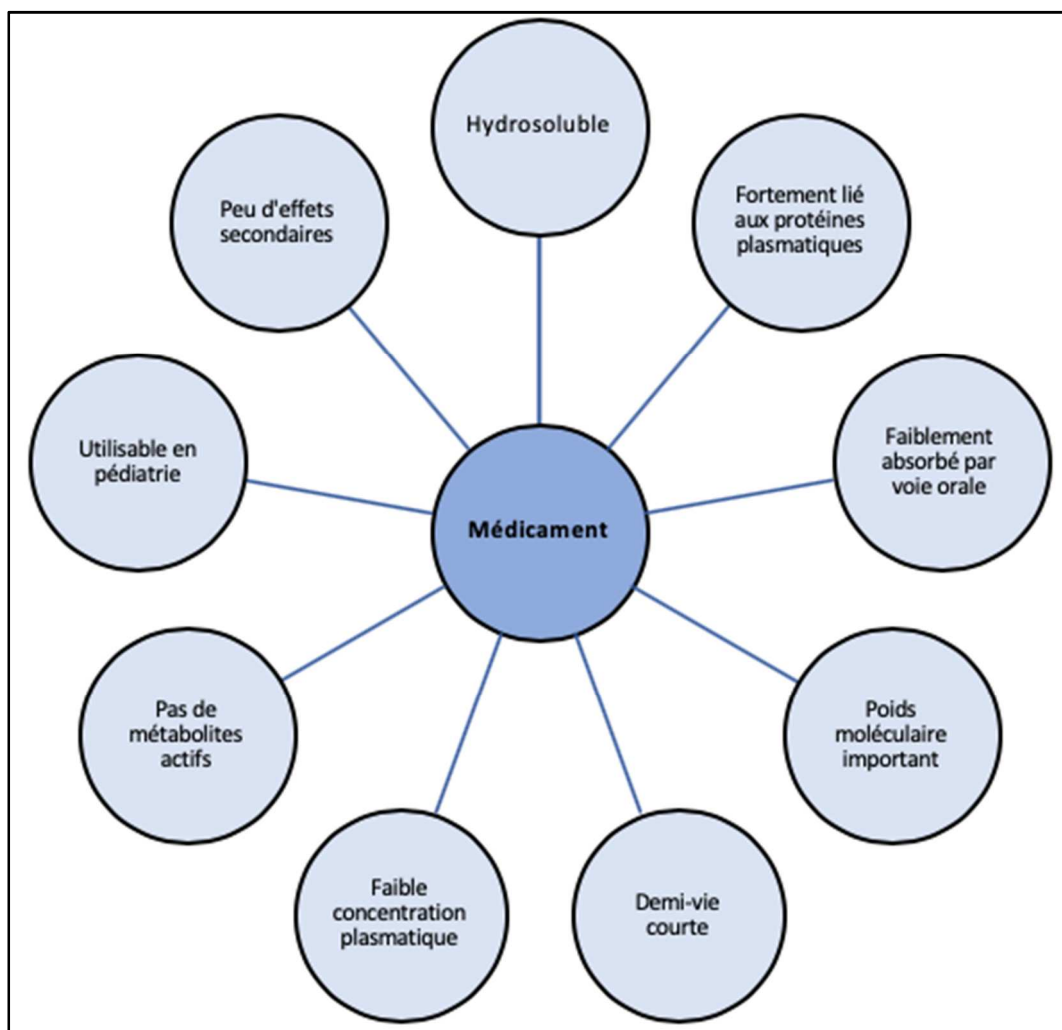 Hydrosoluble
Fortement lié
aux protéines
plasmatiques
Faiblement
absorbé par
voie orale
Poids
moléculaire
important
Demi-vie
courte
Faible
concentration
plasmatique
Pas de
métabolites
actifs
Utilisable en
pédiatrie
Peu d'effets
secondaires
Médicament